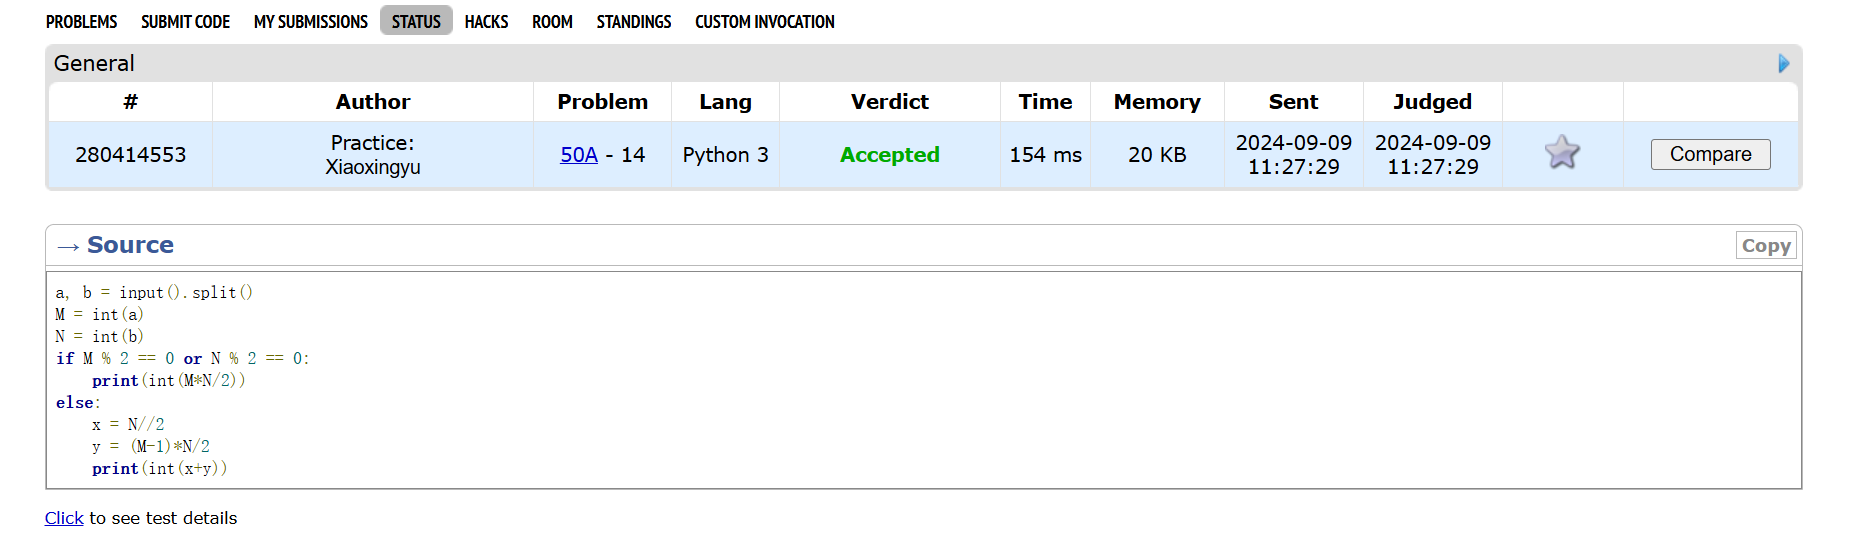 PROBLEMS SUBMIT CODE MY SUBMISSIONS STATUS HACKS ROOM STANDINGS CUSTOM INVOCATION
General
# Author Problem Lang Verdict Time Memory Sent Judged
280414553 Practice: Xiaoxingyu 50A - 14 Python 3 Accepted 154 ms 20 KB 2024-09-09 11:27:29 2024-09-09 11:27:29 Compare
→ Source Copy
a, b = input().split()
M = int(a)
N = int(b)
if M % 2 == 0 or N % 2 == 0:
    print(int(M*N/2))
else:
    x = N//2
    y = (M-1)*N/2
    print(int(x+y))
Click to see test details